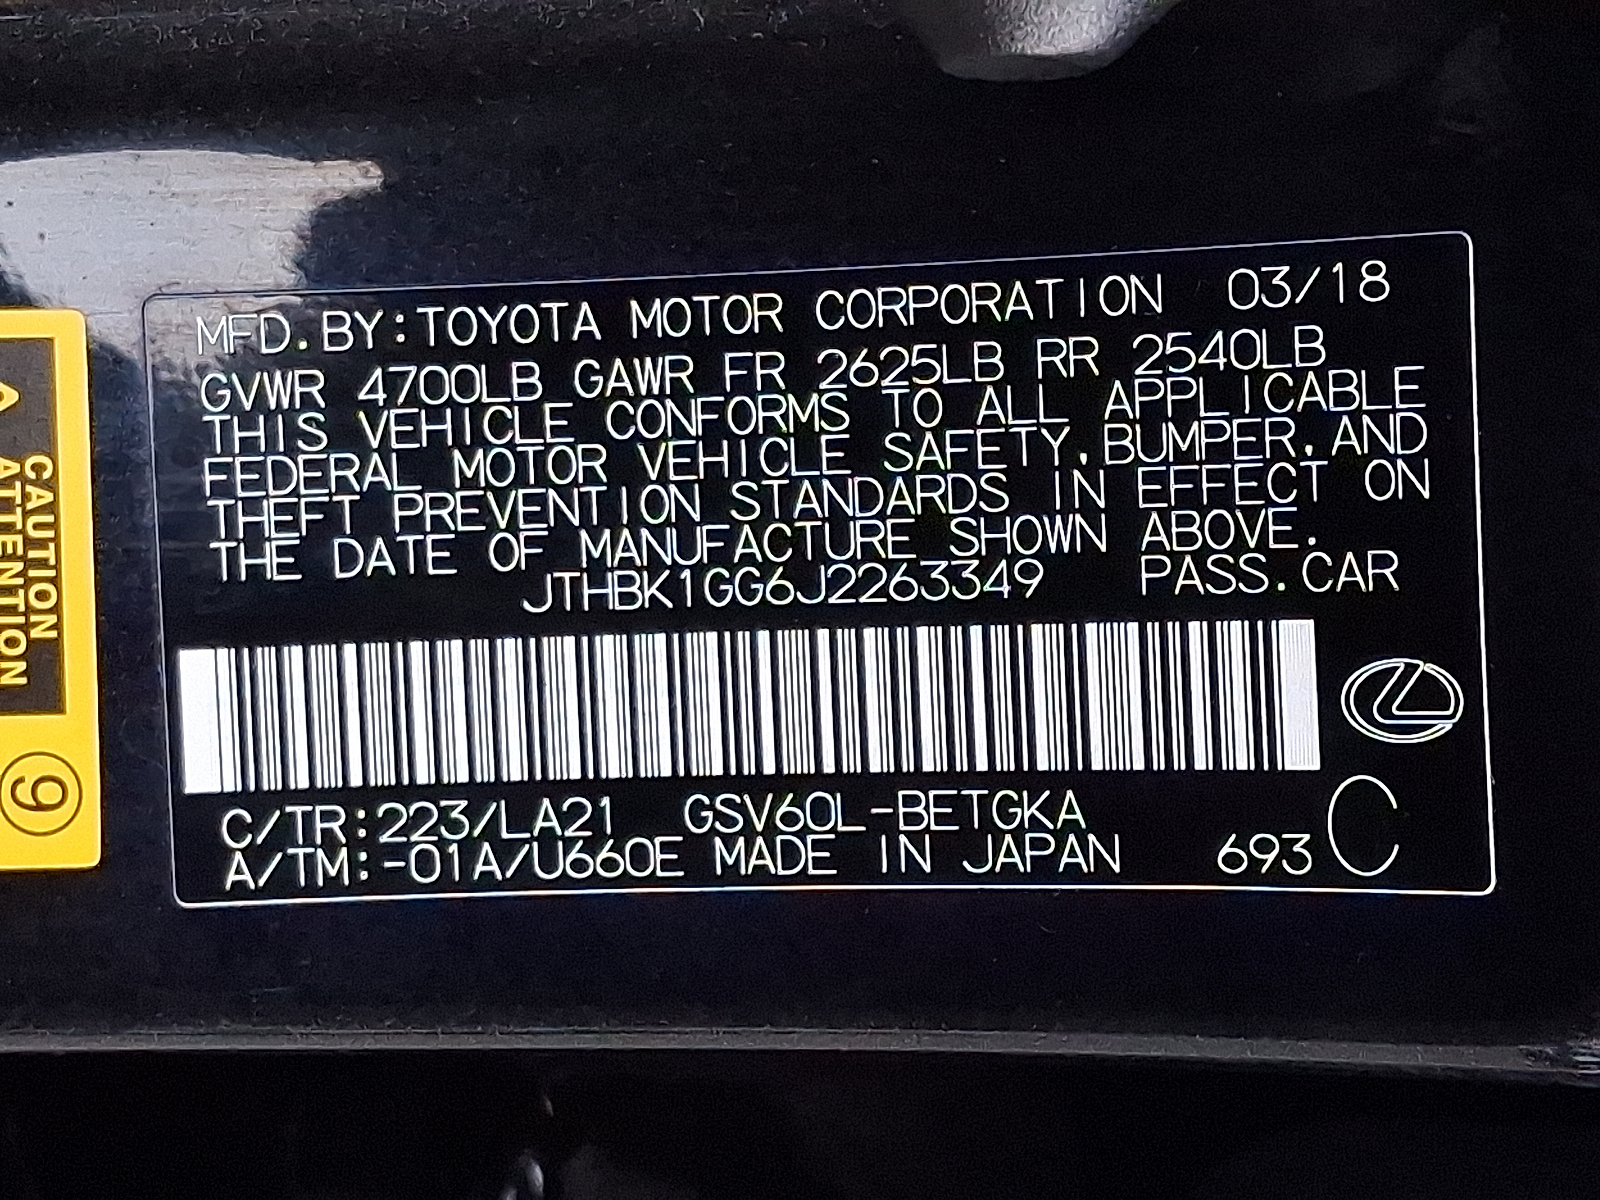 MFD.BY:TOYOTA MOTOR CORPORATION 03/18
GVWR 4700LB GAWR FR 2625LB RR 2540LB
THIS VEHICLE CONFORMS TO ALL APPLICABLE
FEDERAL MOTOR VEHICLE SAFETY,BUMPER,AND
THEFT PREVENTION STANDARDS IN EFFECT ON
THE DATE OF MANUFACTURE SHOWN ABOVE.
JTHBK1GG6J2263349 PASS.CAR
C/TR:223/LA21 GSV60L-BETGKA
A/TM:-01A/U660E MADE IN JAPAN 693 C
CAUTION
ATTENTION
9